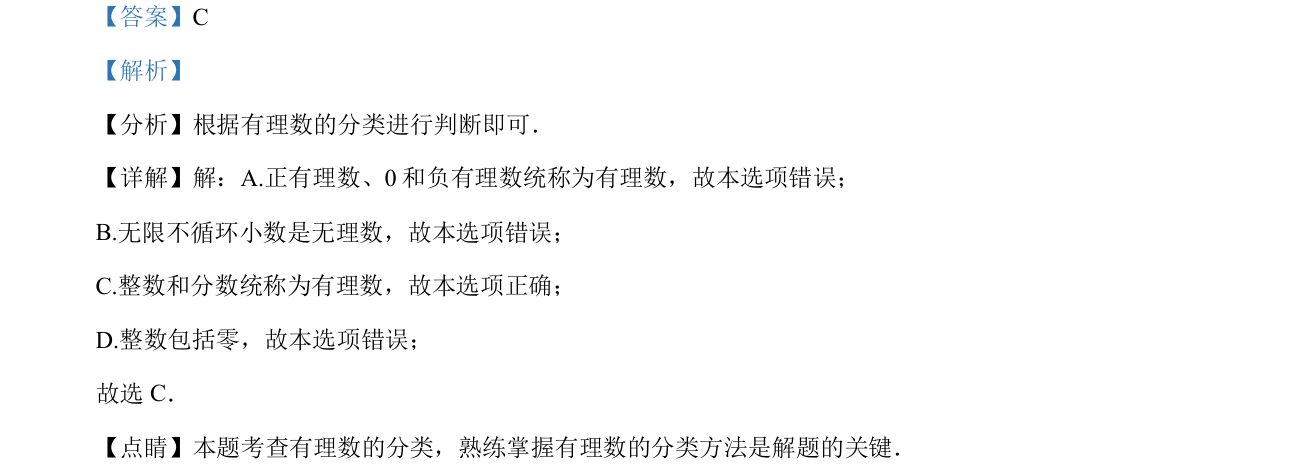 【答案】C
【解析】
【分析】根据有理数的分类进行判断即可．
【详解】解：A.正有理数、0 和负有理数统称为有理数，故本选项错误；
B.无限不循环小数是无理数，故本选项错误；
C.整数和分数统称为有理数，故本选项正确；
D.整数包括零，故本选项错误；
故选 C．
【点睛】本题考查有理数的分类，熟练掌握有理数的分类方法是解题的关键．